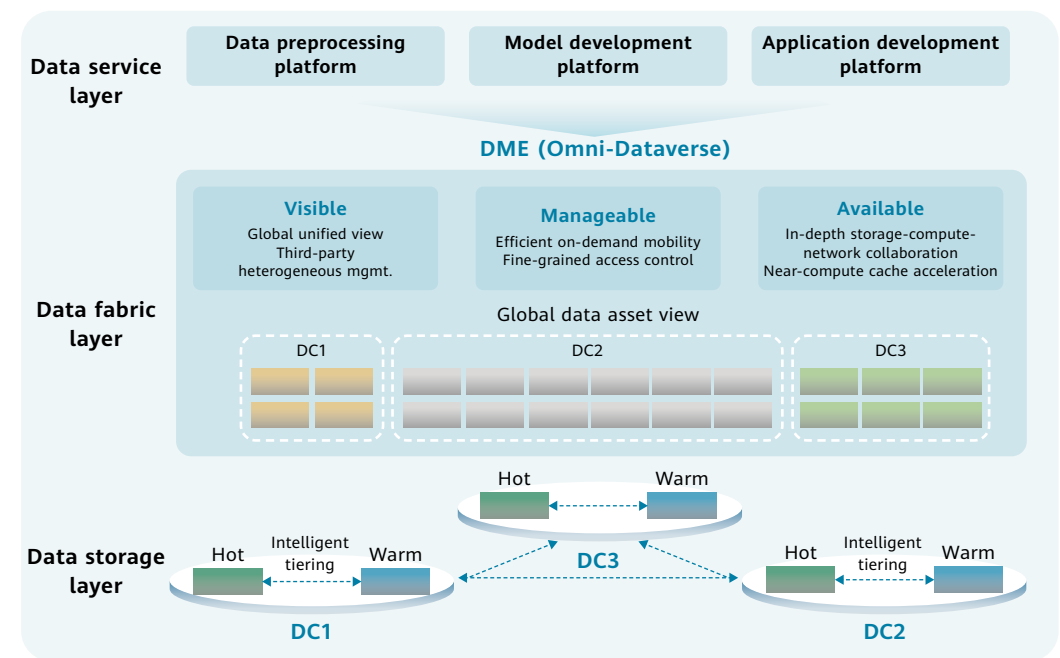 Data service
layer
Data preprocessing
platform
Model development
platform
Application development
platform
DME (Omni-Dataverse)
Data fabric
layer
Visible
Global unified view
Third-party
heterogeneous mgmt.
Manageable
Efficient on-demand mobility
Fine-grained access control
Available
In-depth storage-compute-
network collaboration
Near-compute cache acceleration
Global data asset view
DC1
DC2
DC3
Data storage
layer
Hot
Warm
DC3
Hot
Intelligent
tiering
Warm
DC1
Hot
Intelligent
tiering
Warm
DC2